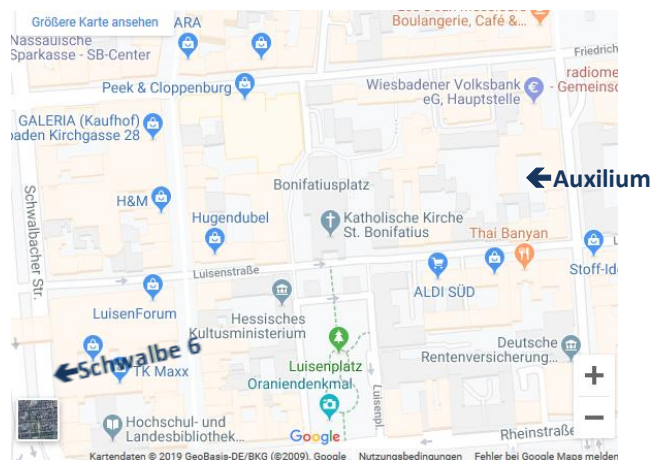 Größere Karte ansehen
ARA
Boulangerie, Café &...
Nassauische
Sparkasse - SB-Center
Friedrich
Peek & Cloppenburg
Wiesbadener Volksbank
eG, Hauptstelle
radiome
- Gemeinsc
GALERIA (Kaufhof)
baden Kirchgasse 28
Auxilium
Bonifatiusplatz
Schwalbacher Str.
H&M
Hugendubel
Katholische Kirche
St. Bonifatius
Thai Banyan
Luisenstraße
Stoff-Ide
ALDI SÜD
LuisenForum
Hessisches
Kultusministerium
Schwalbe 6
TK Maxx
Luisenplatz
Deutsche
Rentenversicherung...
Oraniendenkmal
Luisenpl.
Hochschul- und
Landesbibliothek...
Google
Rheinstraße
Kartendaten © 2019 GeoBasis-DE/BKG (©2009), Google Nutzungsbedingungen Fehler bei Google Maps melden